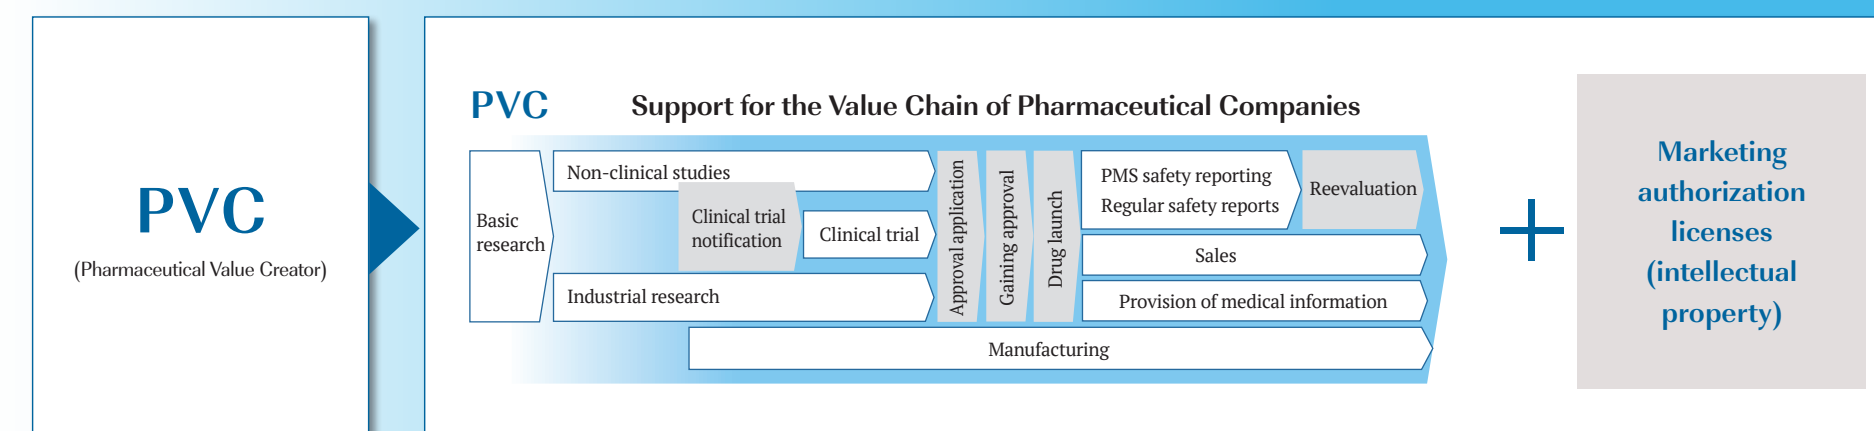 PVC
(Pharmaceutical Value Creator)
PVC
Support for the Value Chain of Pharmaceutical Companies
Basic
research
Non-clinical studies
Clinical trial
notification
Clinical trial
Industrial research
Approval application
Gaining approval
Drug launch
PMS safety reporting
Regular safety reports
Reevaluation
Sales
Provision of medical information
Manufacturing
+
Marketing
authorization
licenses
(intellectual
property)